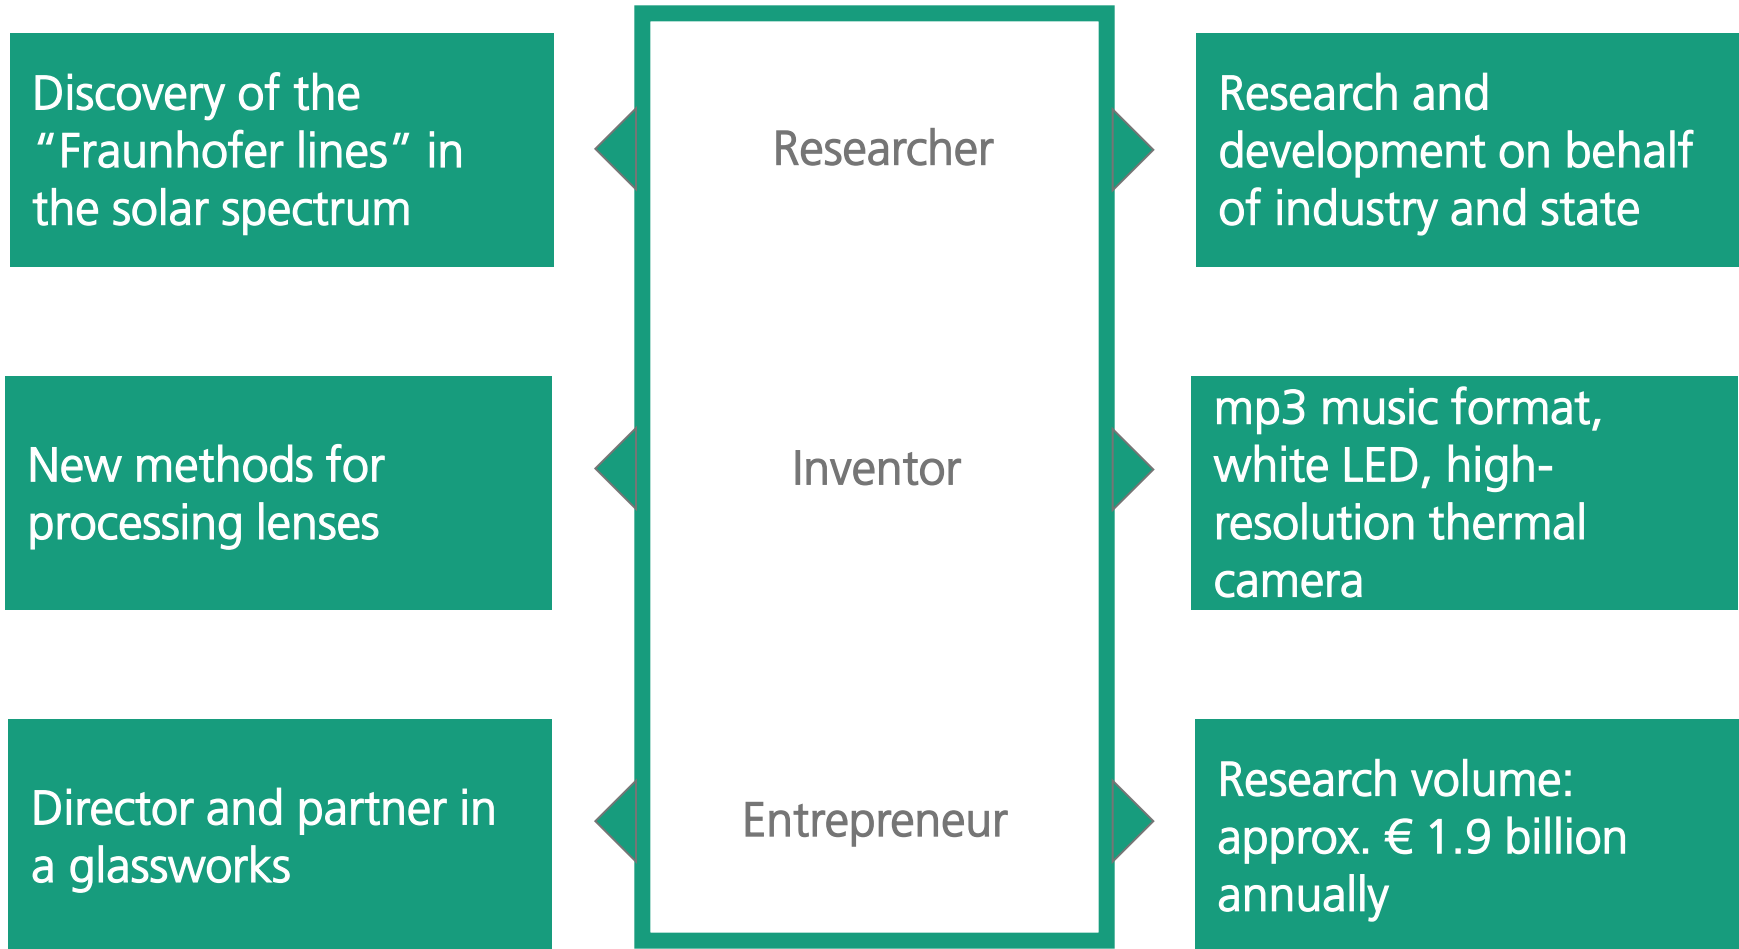 Discovery of the
“Fraunhofer lines” in
the solar spectrum
Researcher
Research and
development on behalf
of industry and state
New methods for
processing lenses
Inventor
mp3 music format,
white LED, high-
resolution thermal
camera
Director and partner in
a glassworks
Entrepreneur
Research volume:
approx. € 1.9 billion
annually